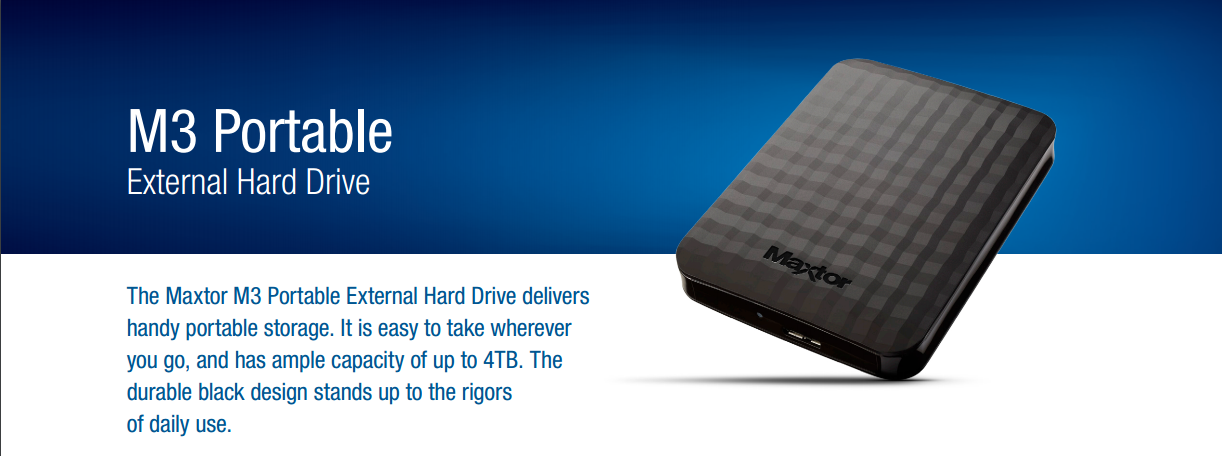 M3 Portable
External Hard Drive
Maxtor
The Maxtor M3 Portable External Hard Drive delivers
handy portable storage. It is easy to take wherever
you go, and has ample capacity of up to 4TB. The
durable black design stands up to the rigors
of daily use.